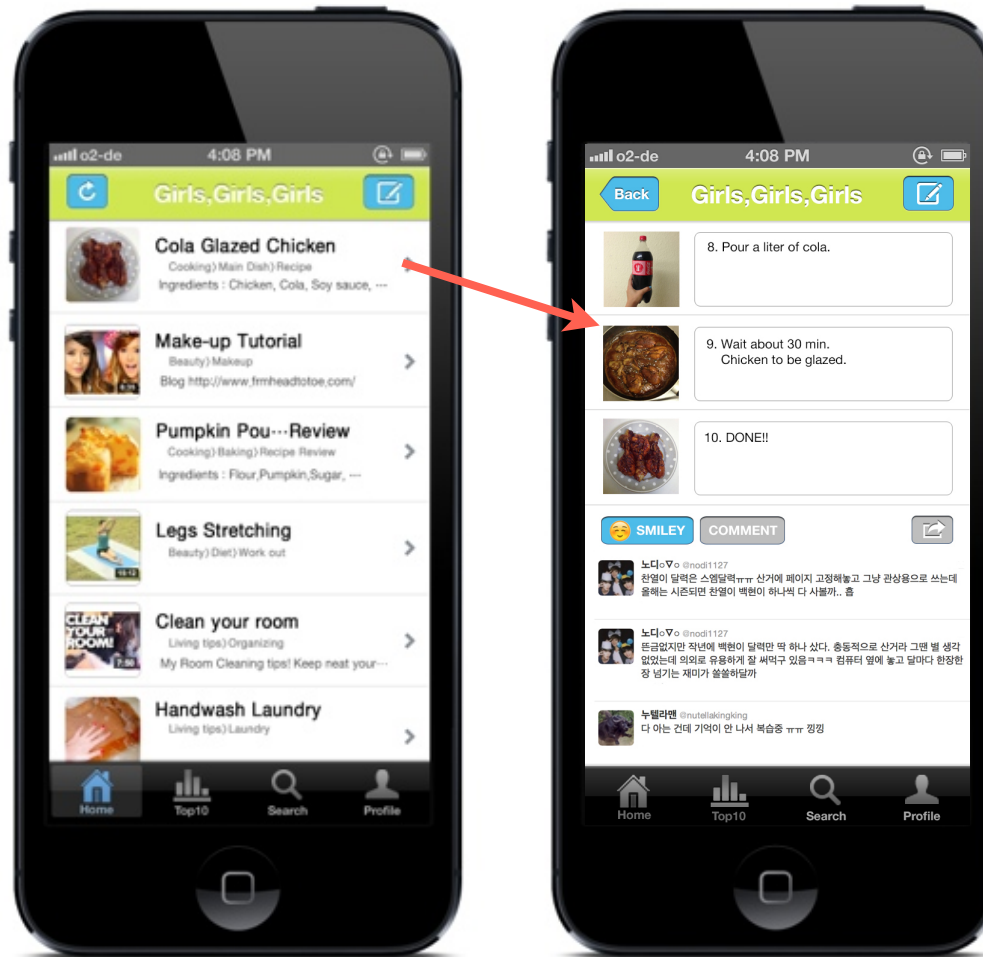 o2-de 4:08 PM
Girls,Girls,Girls
Cola Glazed Chicken
Cooking〉Main Dish〉Recipe
Ingredients : Chicken, Cola, Soy sauce, ···
Make-up Tutorial
Beauty〉Makeup
Blog http://www.frmheadtotoe.com/
Pumpkin Pou···Review
Cooking〉Baking〉Recipe Review
Ingredients : Flour,Pumpkin,Sugar, ···
Legs Stretching
Beauty〉Diet〉Work out
CLEAN
YOUR
ROOM!
7:50
Clean your room
Living tips〉Organizing
My Room Cleaning tips! Keep neat your···
Handwash Laundry
Living tips〉Laundry
Home Top10 Search Profile
o2-de 4:08 PM
Back Girls,Girls,Girls
8. Pour a liter of cola.
9. Wait about 30 min.
Chicken to be glazed.
10. DONE!!
SMILEY COMMENT
노디ㅇ∇ㅇ @nodi1127
찬열이 달력은 스엠달력ㅠㅠ 산거에 페이지 고정해놓고 그냥 관상용으로 쓰는데
올해는 시즌되면 찬열이 백현이 하나씩 다 사볼까.. 흡
노디ㅇ∇ㅇ @nodi1127
뜬금없지만 작년에 백현이 달력만 딱 하나 샀다. 충동적으로 산거라 그땐 별 생각
없었는데 의외로 유용하게 잘 써먹구 있음ㅋㅋㅋ 컴퓨터 옆에 놓고 달마다 한장한
장 넘기는 재미가 쏠쏠하달까
누텔라맨 @nutellakingking
다 아는 건데 기억이 안 나서 복습중 ㅠㅠ 낑낑
Home Top10 Search Profile